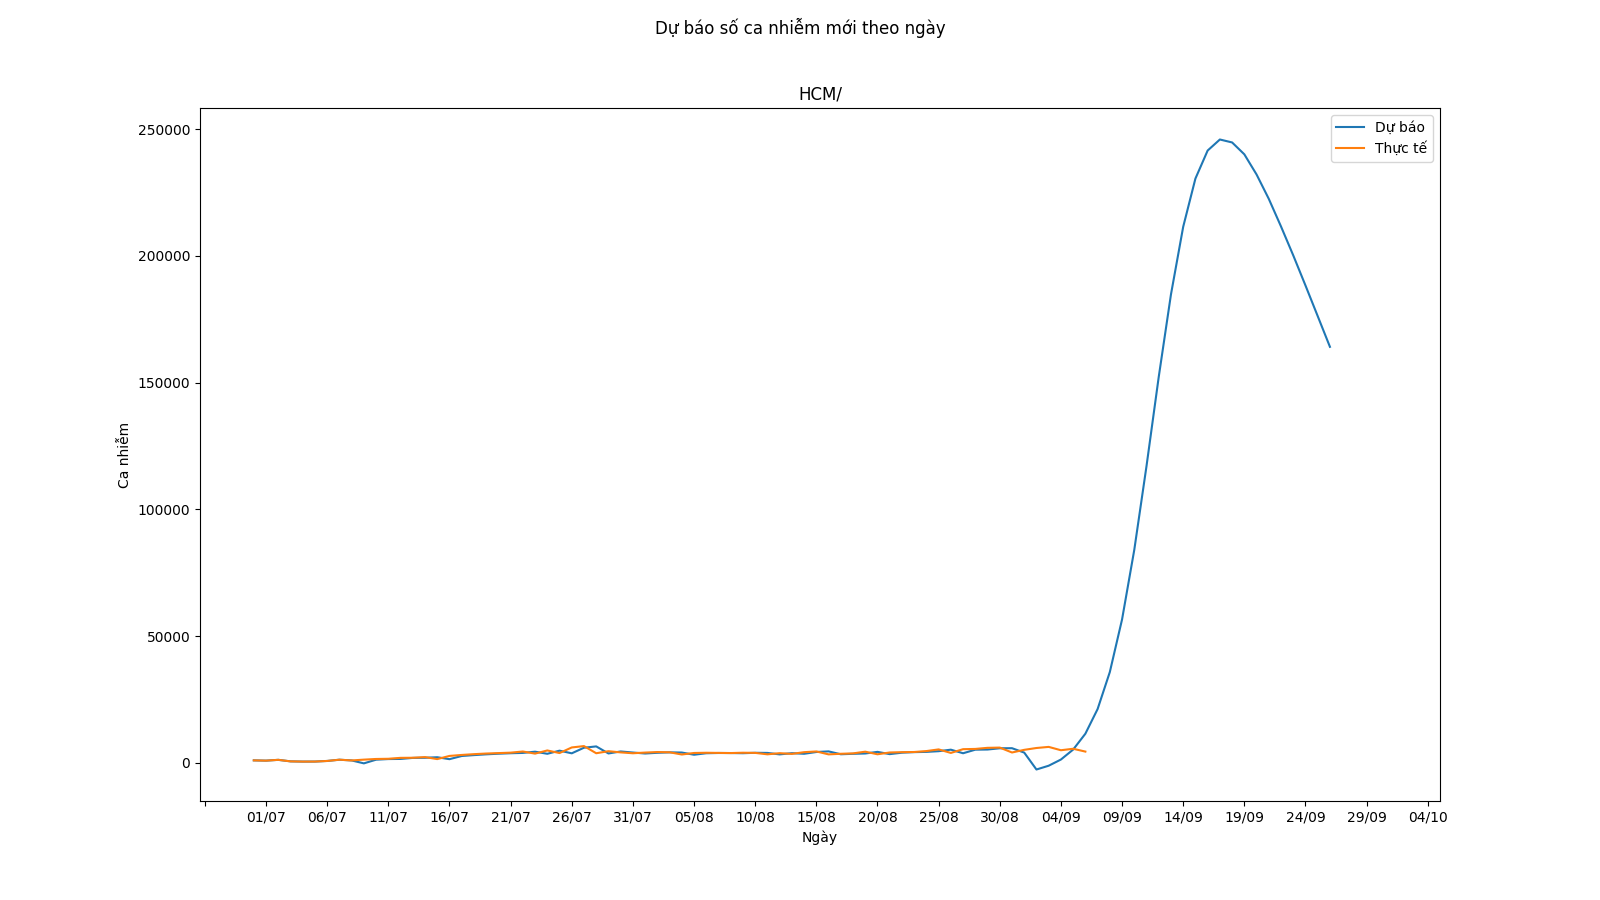 Dự báo số ca nhiễm mới theo ngày
HCM/
Dự báo
Thực tế
250000
200000
150000
100000
50000
0
Ca nhiễm
01/07 06/07 11/07 16/07 21/07 26/07 31/07 05/08 10/08 15/08 20/08 25/08 30/08 04/09 09/09 14/09 19/09 24/09 29/09 04/10
Ngày